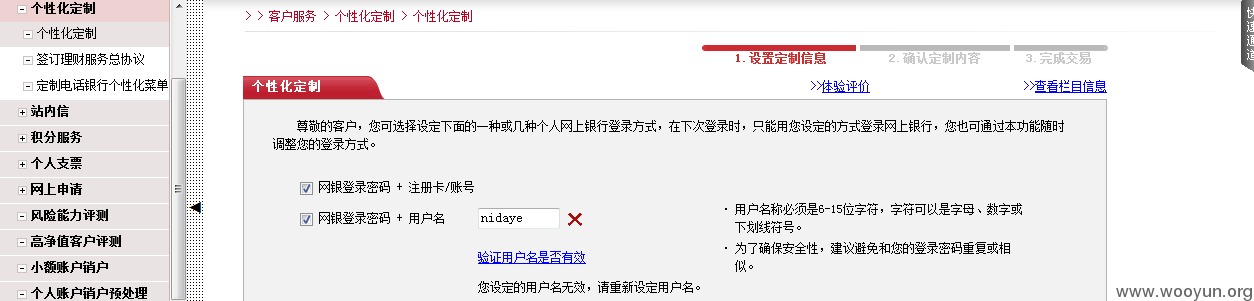 个性化定制
个性化定制
签订理财服务总协议
定制电话银行个性化菜单
站内信
积分服务
个人支票
网上申请
风险能力评测
高净值客户评测
小额账户销户
个人账户销户预处理
> > 客户服务 > 个性化定制 > 个性化定制
1. 设置定制信息 2. 确认定制内容 3. 完成交易
个性化定制
>>体验评价 >>查看栏目信息
尊敬的客户，您可选择设定下面的一种或几种个人网上银行登录方式，在下次登录时，只能用您设定的方式登录网上银行，您也可通过本功能随时
调整您的登录方式。
网银登录密码 + 注册卡/账号
网银登录密码 + 用户名 nidaye
验证用户名是否有效
您设定的用户名无效，请重新设定用户名。
· 用户名称必须是6-15位字符，字符可以是字母、数字或
下划线符号。
· 为了确保安全性，建议避免和您的登录密码重复或相
似。
快速通道
www.wooyun.org